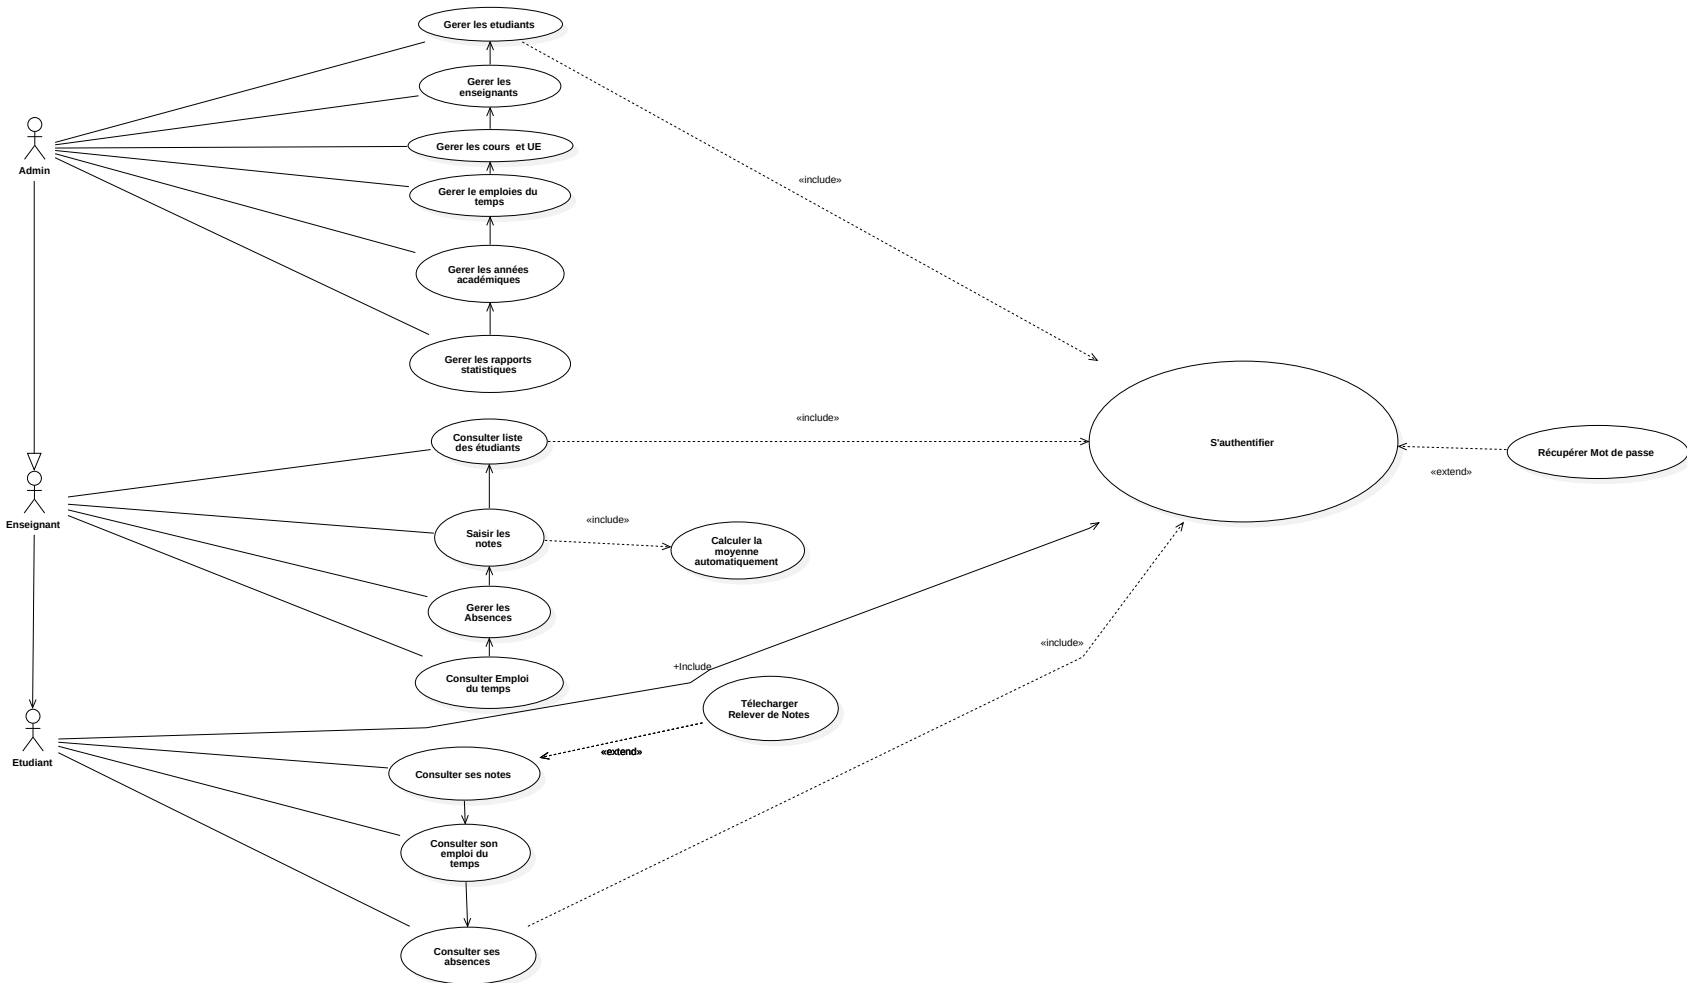 Gerer les etudiants
Gerer les
enseignants
Admin
Gerer les cours  et UE
«include»
Gerer le emploies du
temps
Gerer les années
académiques
Gerer les rapports
statistiques
Consulter liste
des étudiants
«include»
S'authentifier
Récupérer Mot de passe
«extend»
Enseignant
Saisir les
notes
«include»
Calculer la
moyenne
automatiquement
Gerer les
Absences
«include»
+Include
Consulter Emploi
du temps
Télecharger
Relever de Notes
Etudiant
«extend»
Consulter ses notes
Consulter son
emploi du
temps
Consulter ses
absences